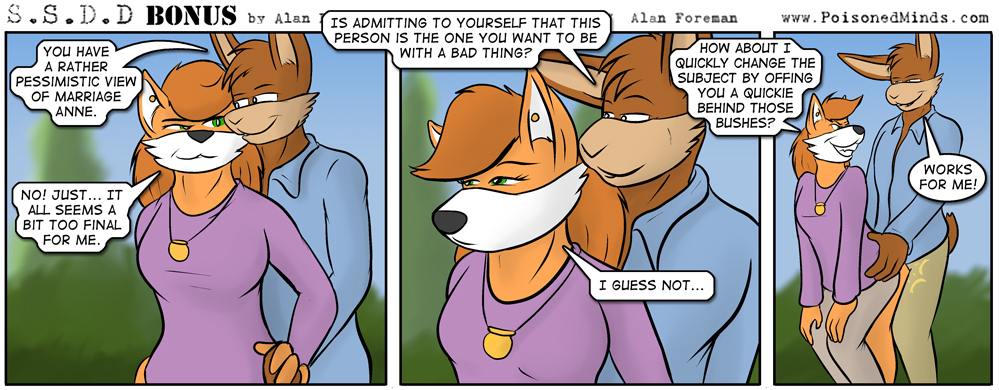 S.S.D.D BONUS by Alan Alan Foreman www.PoisonedMinds.com
YOU HAVE
A RATHER
PESSIMISTIC VIEW
OF MARRIAGE
ANNE.
NO! JUST... IT
ALL SEEMS A
BIT TOO FINAL
FOR ME.
IS ADMITTING TO YOURSELF THAT THIS
PERSON IS THE ONE YOU WANT TO BE
WITH A BAD THING?
I GUESS NOT...
HOW ABOUT I
QUICKLY CHANGE THE
SUBJECT BY OFFING
YOU A QUICKIE
BEHIND THOSE
BUSHES?
WORKS
FOR ME!